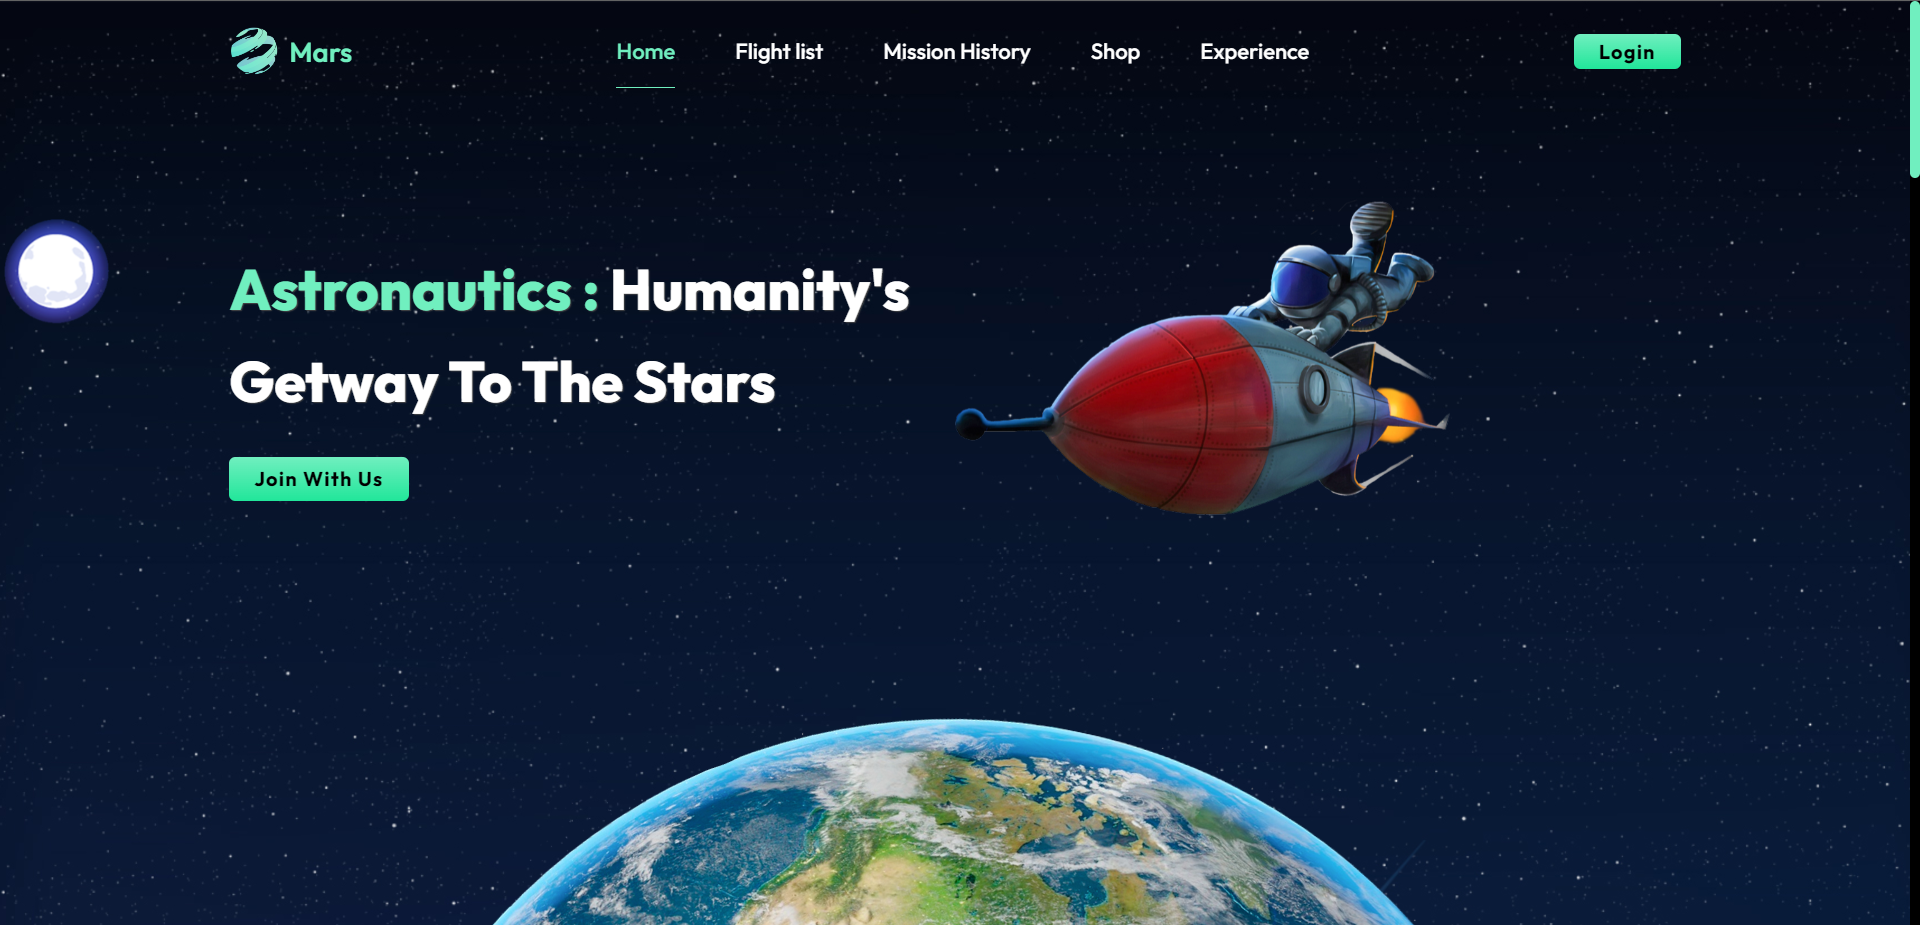 Mars
Home
Flight list
Mission History
Shop
Experience
Login
Astronautics : Humanity's
Getway To The Stars
Join With Us